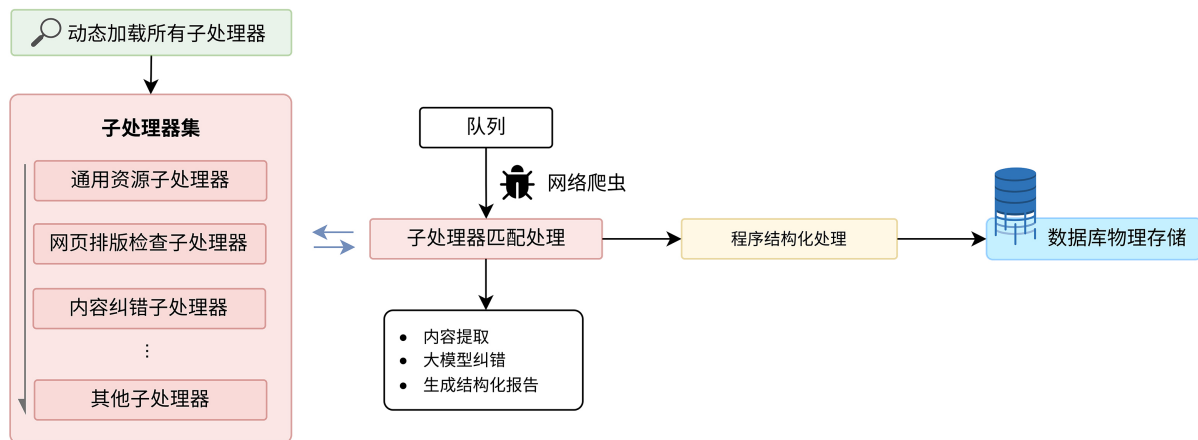 动态加载所有子处理器
子处理器集
通用资源子处理器
网页排版检查子处理器
内容纠错子处理器
⋮
其他子处理器
队列
网络爬虫
子处理器匹配处理
程序结构化处理
数据库物理存储
● 内容提取
● 大模型纠错
● 生成结构化报告